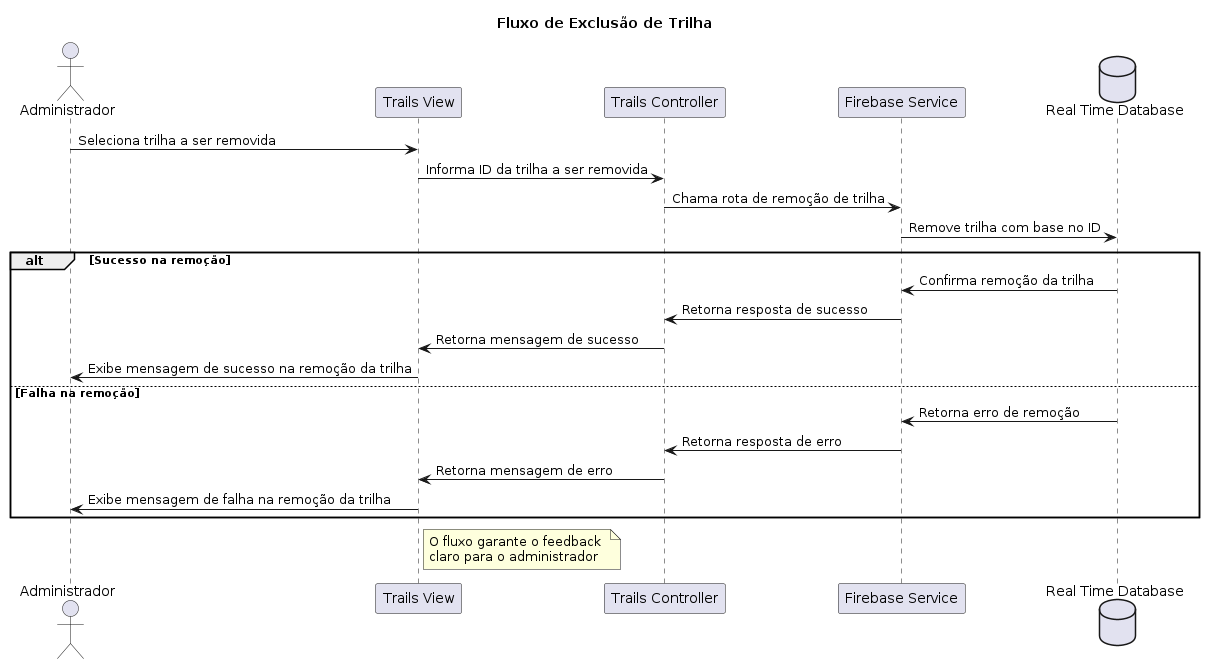 Fluxo de Exclusão de Trilha
Administrador
Trails View
Trails Controller
Firebase Service
Real Time Database
Seleciona trilha a ser removida
Informa ID da trilha a ser removida
Chama rota de remoção de trilha
Remove trilha com base no ID
alt
[Sucesso na remoção]
Confirma remoção da trilha
Retorna resposta de sucesso
Retorna mensagem de sucesso
Exibe mensagem de sucesso na remoção da trilha
[Falha na remoção]
Retorna erro de remoção
Retorna resposta de erro
Retorna mensagem de erro
Exibe mensagem de falha na remoção da trilha
O fluxo garante o feedback
claro para o administrador
Administrador
Trails View
Trails Controller
Firebase Service
Real Time Database